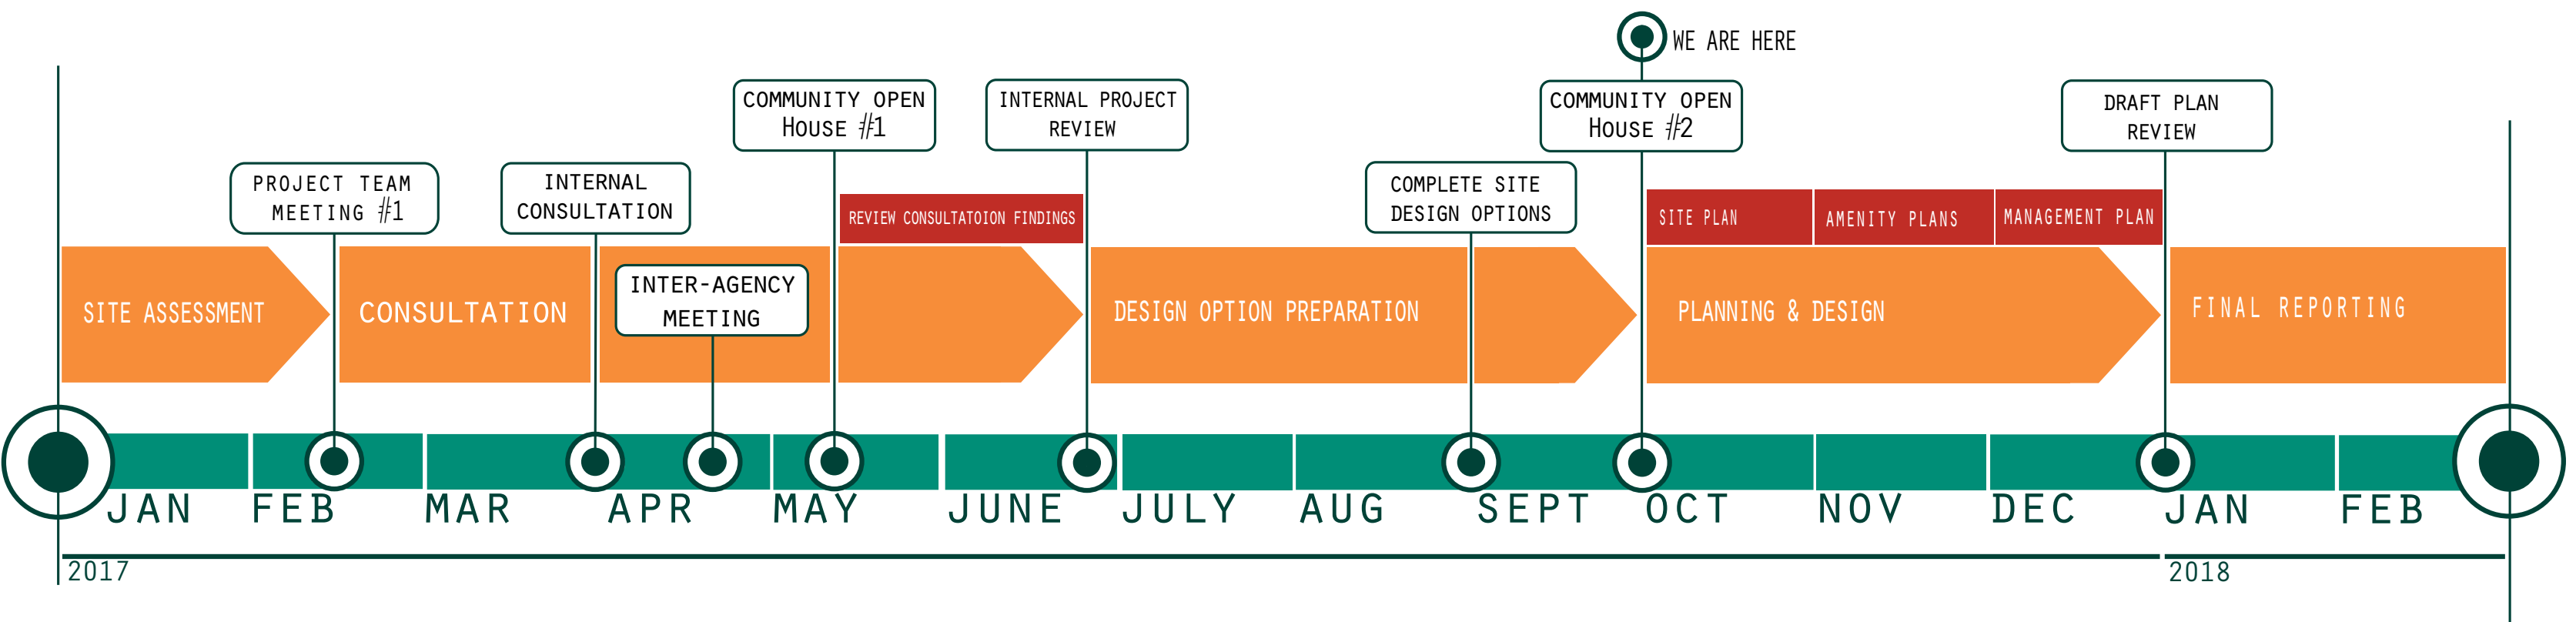 WE ARE HERE
COMMUNITY OPEN
HOUSE #1
INTERNAL PROJECT
REVIEW
COMMUNITY OPEN
HOUSE #2
DRAFT PLAN
REVIEW
PROJECT TEAM
MEETING #1
INTERNAL
CONSULTATION
COMPLETE SITE
DESIGN OPTIONS
REVIEW CONSULTATOION FINDINGS
SITE PLAN
AMENITY PLANS
MANAGEMENT PLAN
INTER-AGENCY
MEETING
SITE ASSESSMENT
CONSULTATION
DESIGN OPTION PREPARATION
PLANNING & DESIGN
FINAL REPORTING
JAN
FEB
MAR
APR
MAY
JUNE
JULY
AUG
SEPT
OCT
NOV
DEC
JAN
FEB
2017
2018